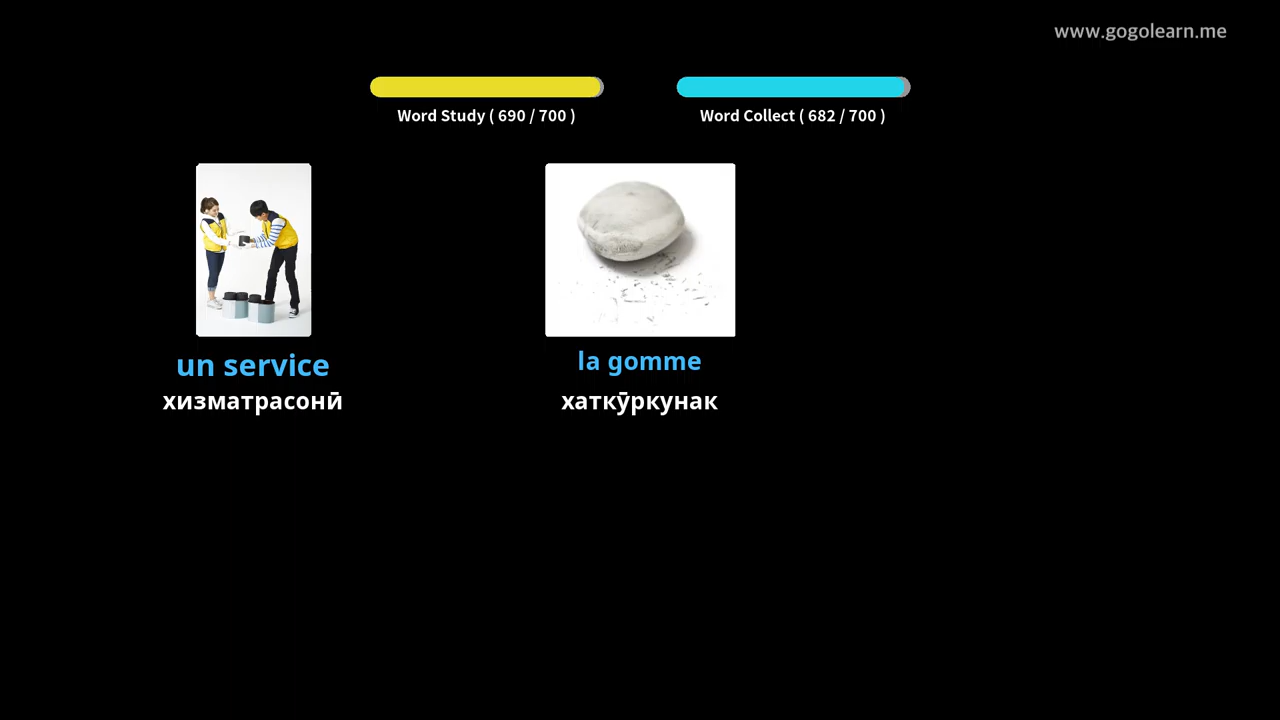 www.gogolearn.me
Word Study ( 690 / 700 )
Word Collect ( 682 / 700 )
un service
хизматрасонӣ
la gomme
хаткӯркунак